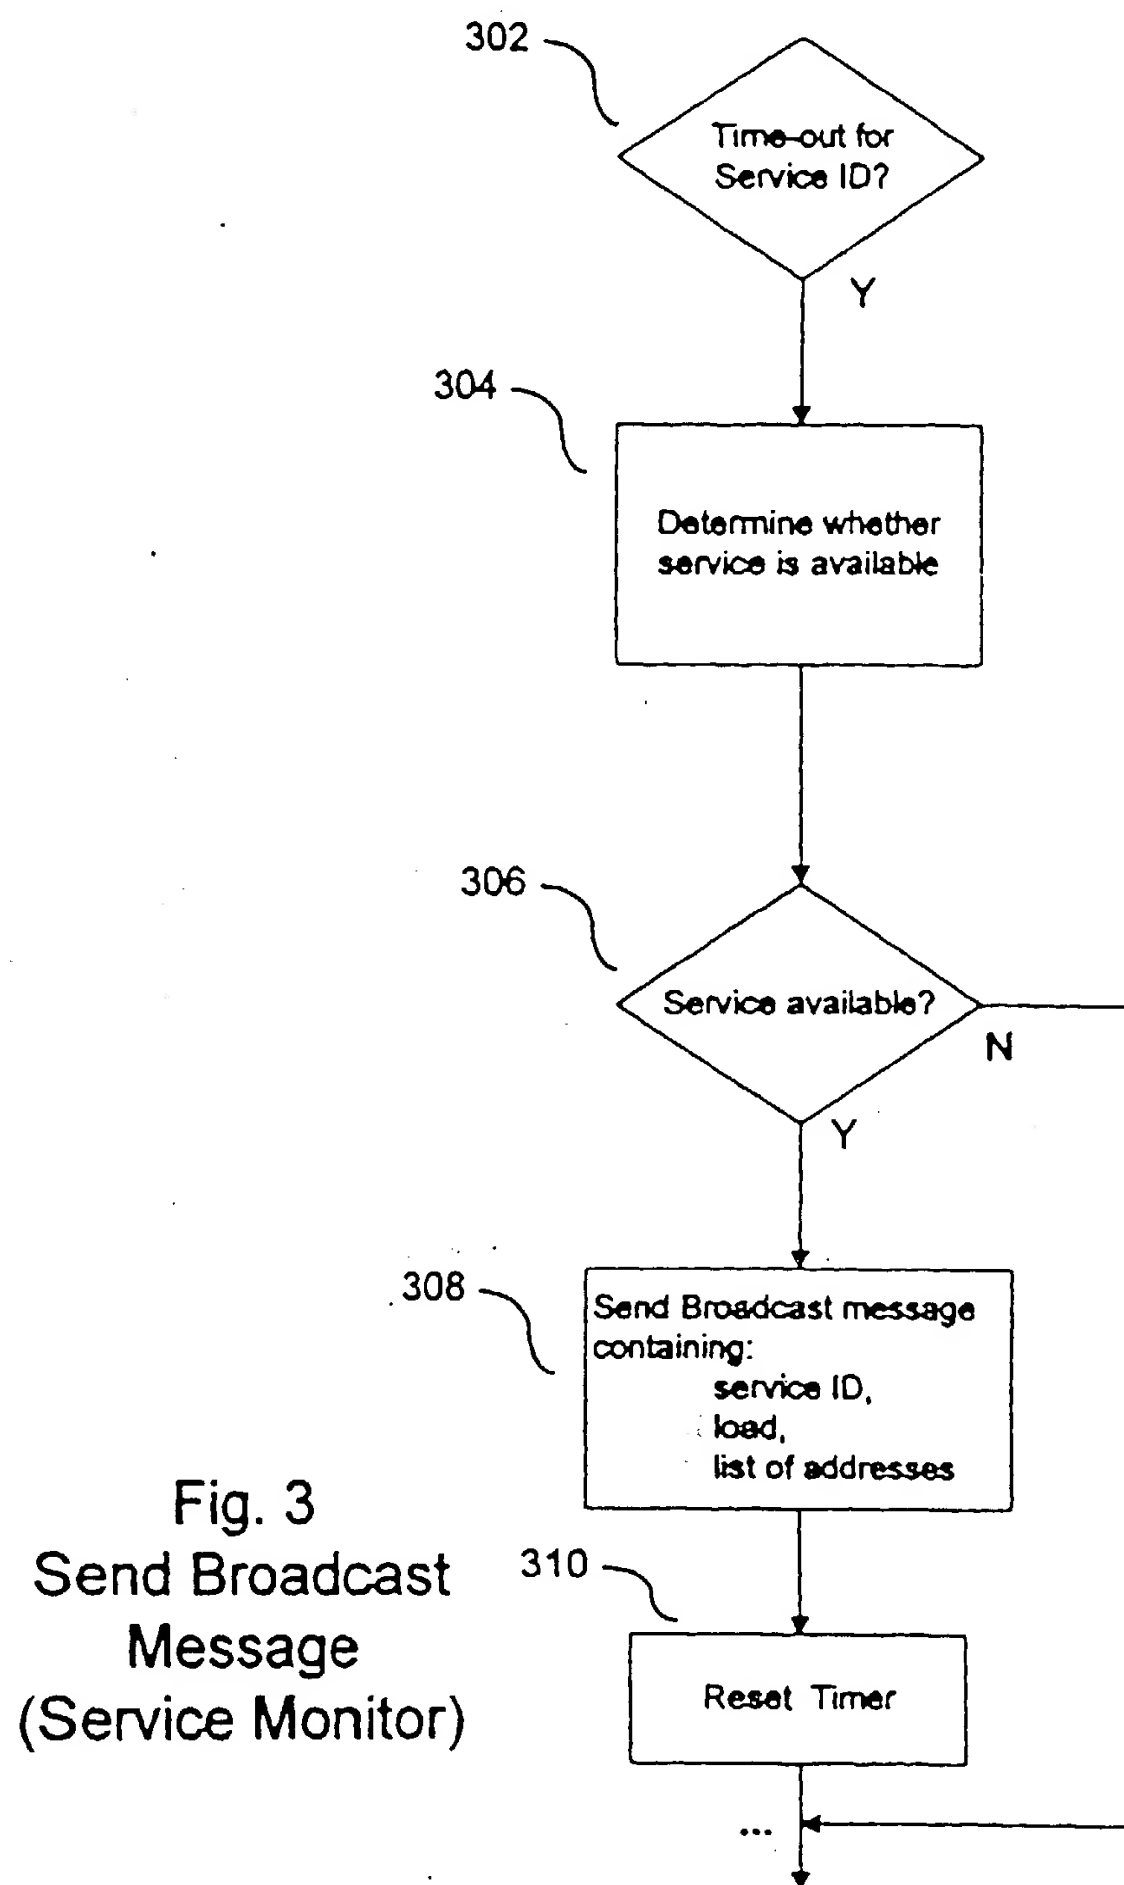 302
Time-out for
Service ID?
Y
304
Determine whether
service is available
306
Service available?
N
Y
308
Send Broadcast message
containing:
service ID,
load,
list of addresses
Fig. 3
Send Broadcast
Message
(Service Monitor)
310
Reset Timer
...